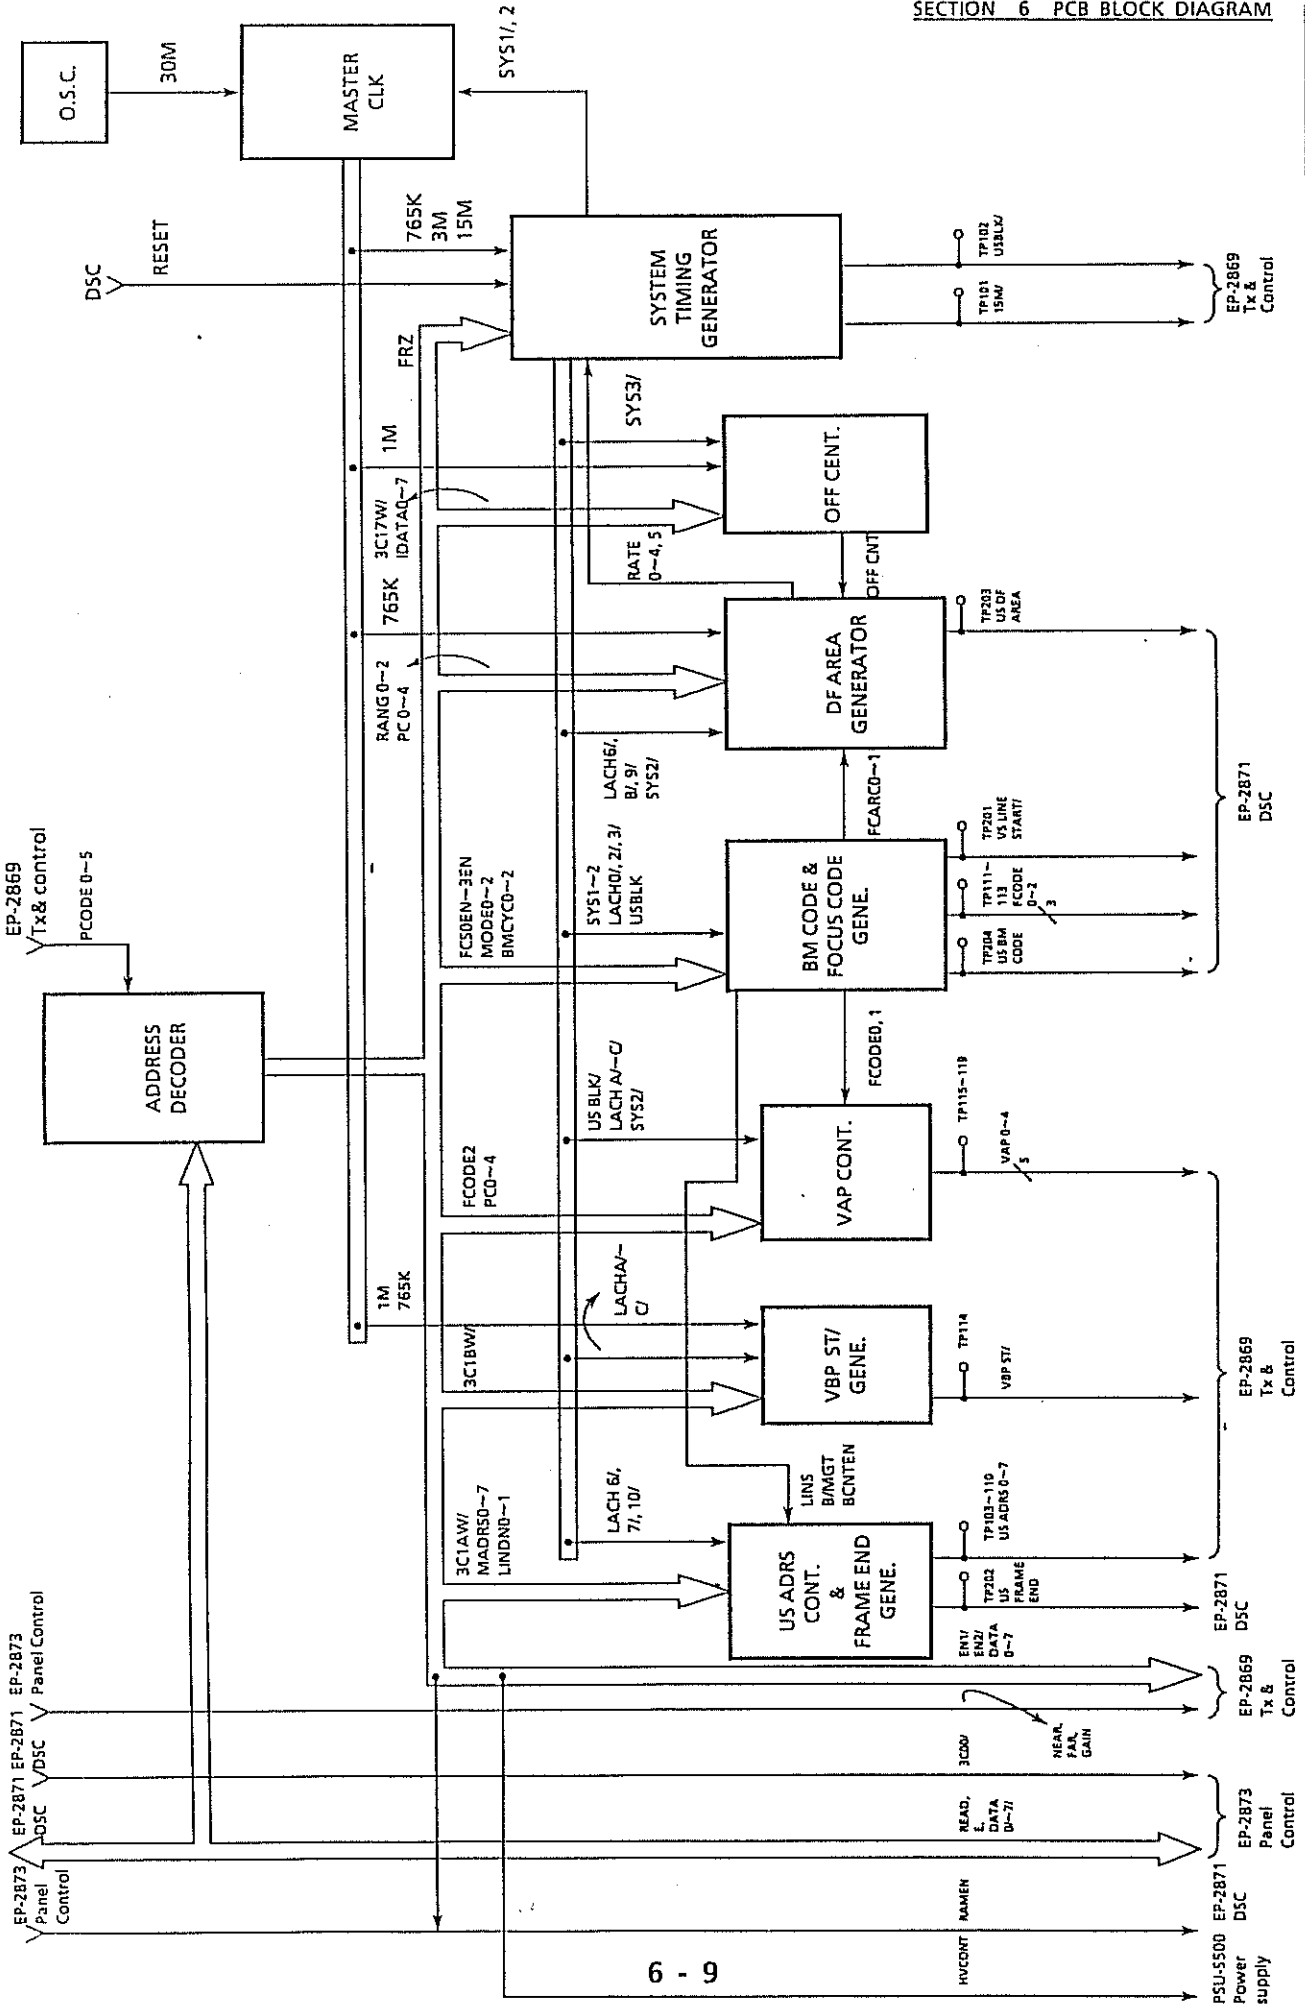 SECTION 6 PCB BLOCK DIAGRAM
O.S.C.
30M
MASTER
CLK
SYS1/, 2
DSC
RESET
765K
3M
15M
SYSTEM
TIMING
GENERATOR
FRZ
TP102
USBLK/
TP101
15M/
EP-2869
Tx &
Control
1M
3C17W/
IDATA0~7
SYS3/
OFF CENT.
RATE
0~4, 5
OFF CNT
765K
RANG 0~2
PC 0~4
DF AREA
GENERATOR
LACH6/,
8/, 9/
SYS2/
FCARC0~1
TP203
US DF
AREA
EP-2869
Tx & control
PCODE 0~5
ADDRESS
DECODER
FCS0EN~3EN
MODE0~2
BMCYC0~2
SYS1~2
LACH0/, 2/, 3/
USBLK
BM CODE &
FOCUS CODE
GENE.
TP201
VS LINE
START/
TP111~
113
FCODE
0~2
3
TP204
US BM
CODE
EP-2871
DSC
FCODE0, 1
FCODE2
PC0~4
US BLK/
LACH A/~C/
SYS2/
VAP CONT.
TP115~119
VAP 0~4
5
1M
765K
3C1BW/
LACHA/~
C/
VBP ST/
GENE.
TP114
VBP ST/
EP-2869
Tx &
Control
3C1AW/
MADRS0~7
LINDN0~1
LACH 6/,
7/, 10/
LINS
B/MGT
BCNTEN
US ADRS
CONT.
&
FRAME END
GENE.
TP103~110
US ADRS 0~7
TP202
US
FRAME
END
EP-2871
DSC
EP-2873
Panel Control
EN1/
EN2/
DATA
0~7
NEAR,
FAR,
GAIN
EP-2869
Tx &
Control
EP-2871
DSC
3C00/
EP-2871
DSC
READ,
E,
DATA
0/~7/
EP-2873
Panel
Control
EP-2873
Panel
Control
RAMEN
EP-2871
DSC
HVCONT
PSU-5500
Power
supply
6 - 9